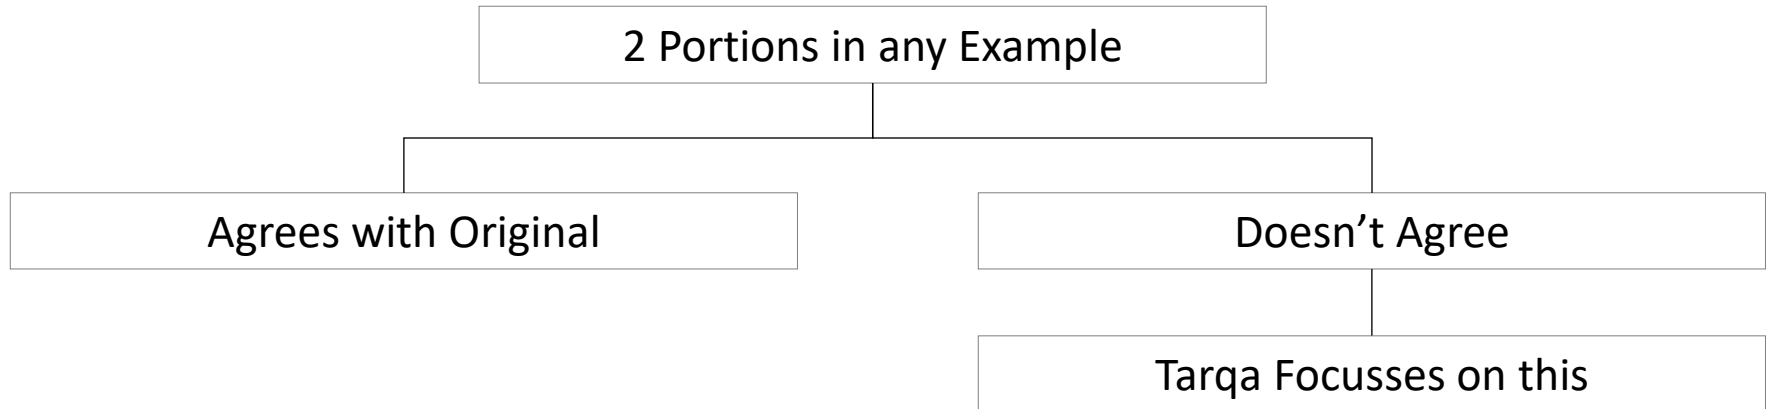 2 Portions in any Example
Agrees with Original
Doesn’t Agree
Tarqa Focusses on this